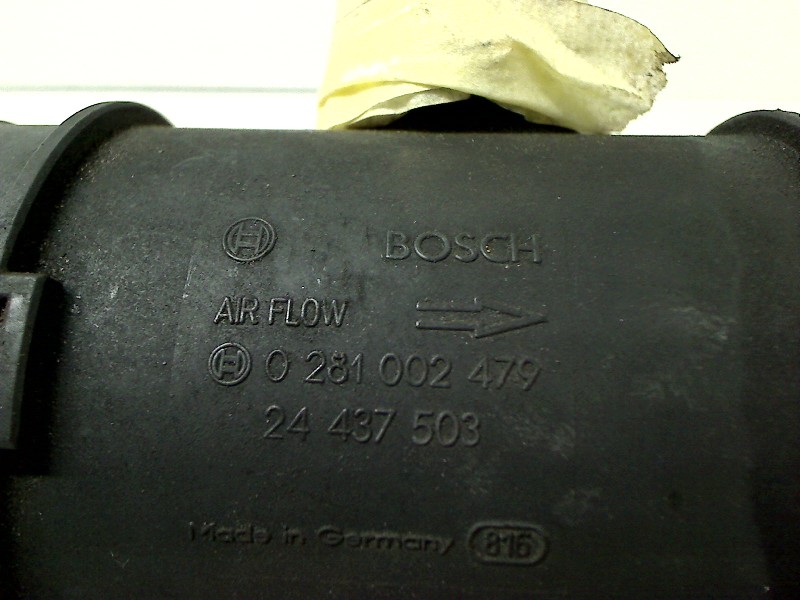 BOSCH
AIR FLOW
0 281 002 479
24 437 503
Made in Germany 816